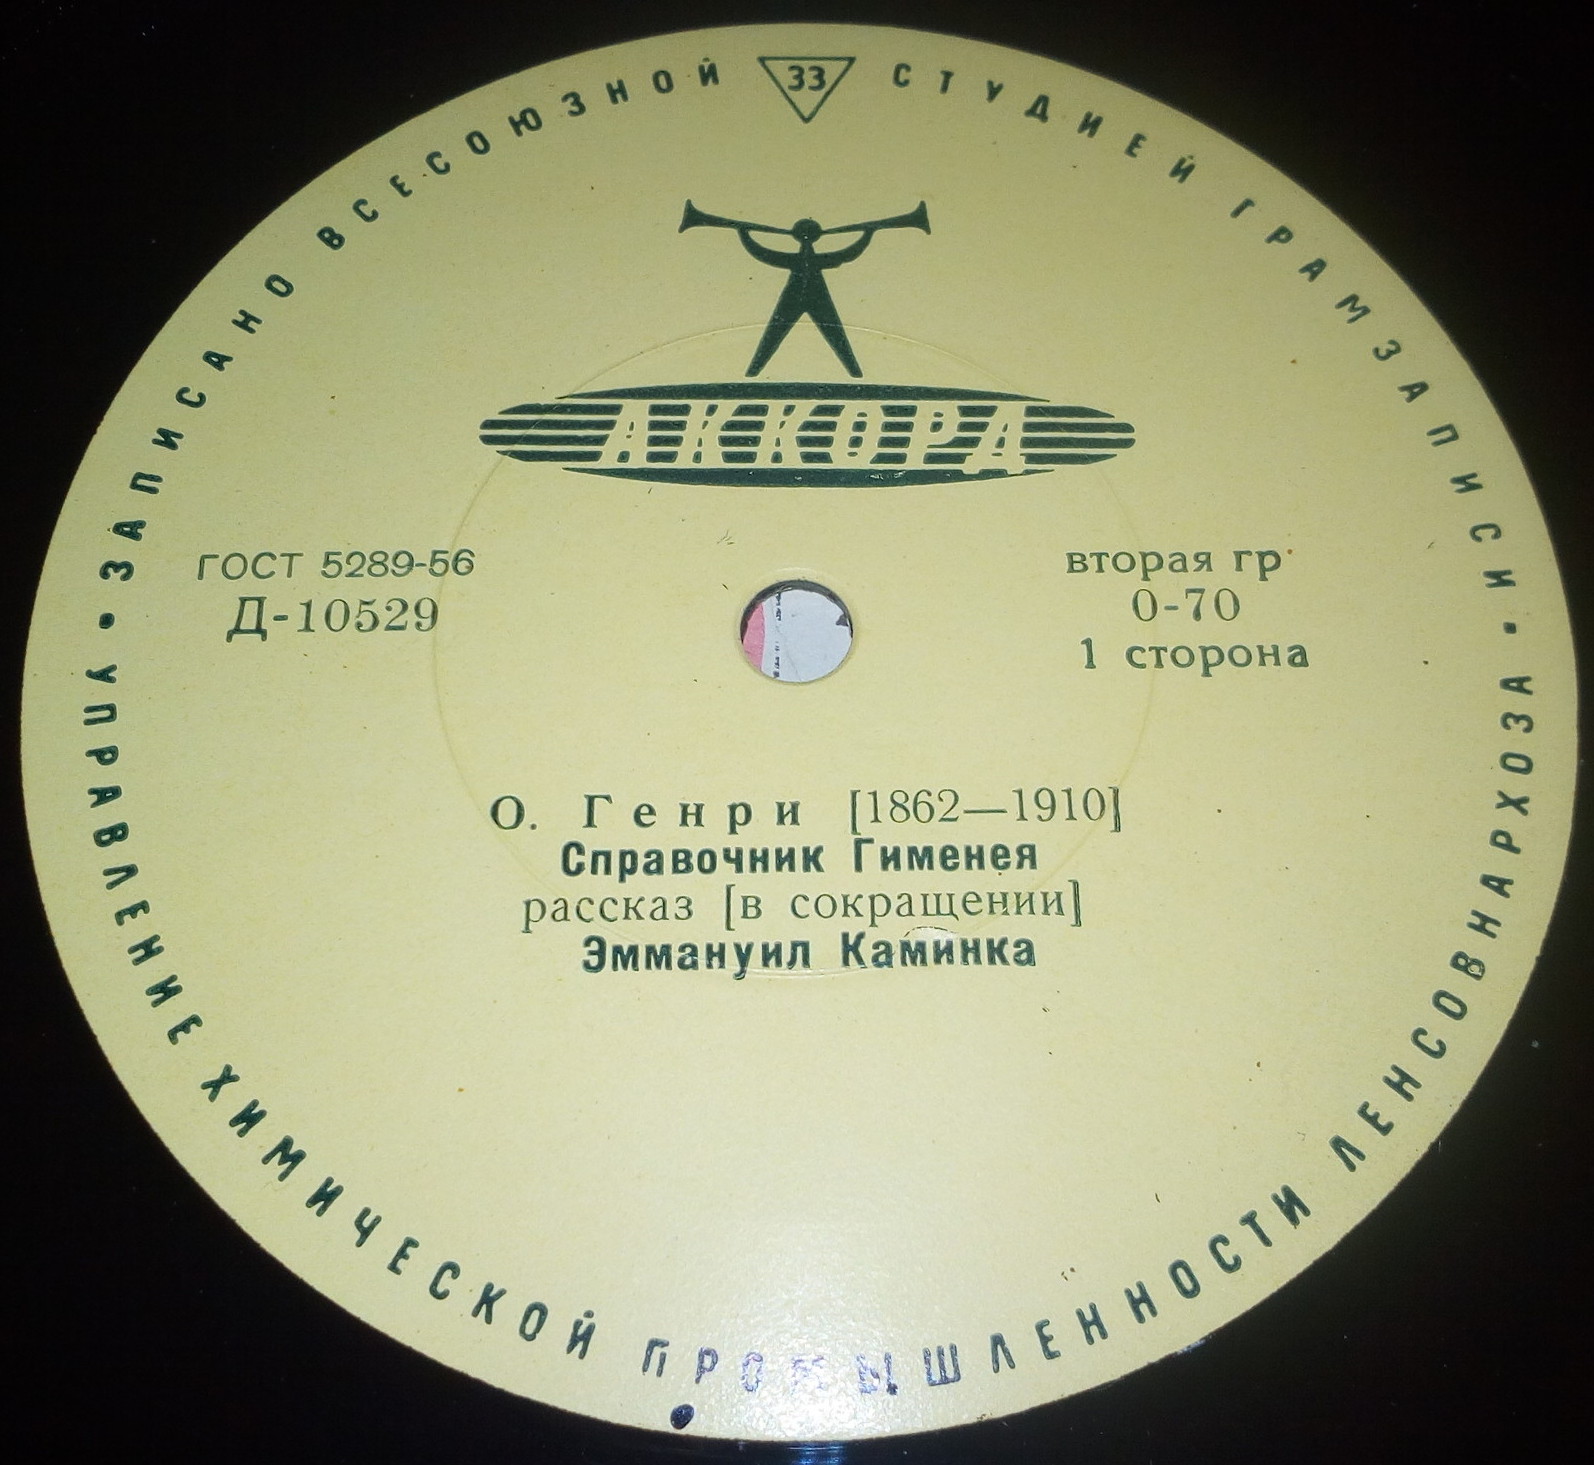 ЗАПИСАНО ВСЕСОЮЗНОЙ 33 СТУДИЕЙ ГРАМЗАПИСИ
АККОРД
ГОСТ 5289-56
Д-10529
вторая гр
0-70
1 сторона
О. Генри [1862—1910]
Справочник Гименея
рассказ [в сокращении]
Эммануил Каминка
• УПРАВЛЕНИЕ ХИМИЧЕСКОЙ ПРОМЫШЛЕННОСТИ ЛЕНСОВНАРХОЗА •